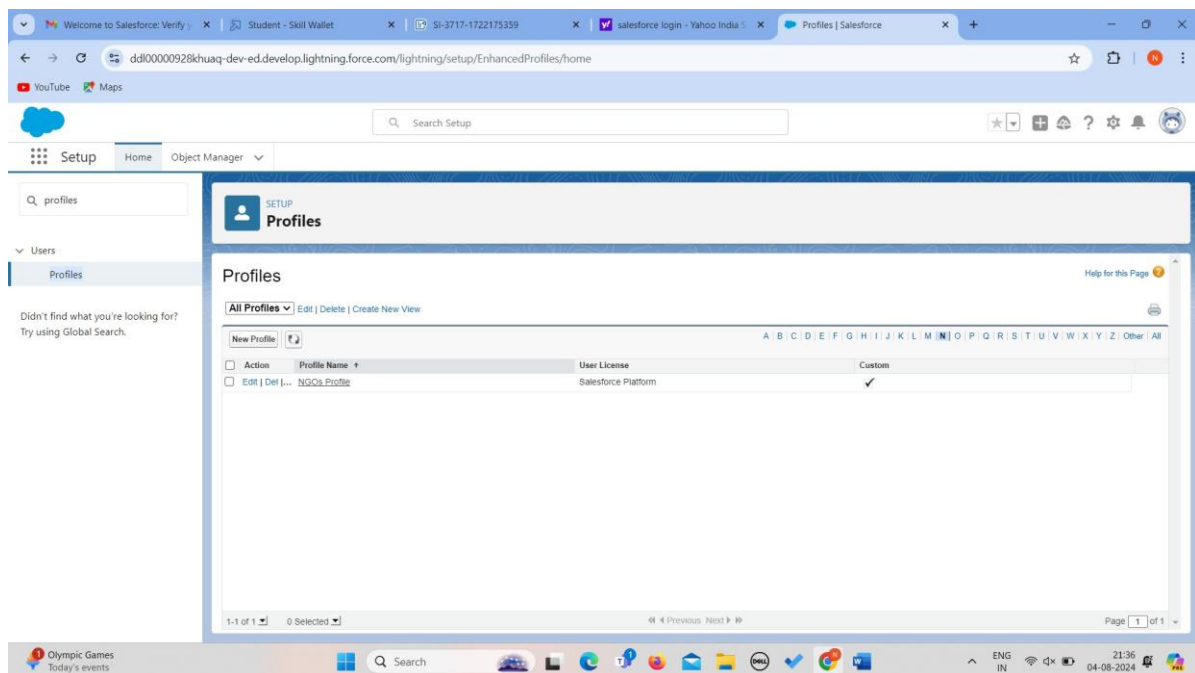 Welcome to Salesforce: Verify y
Student - Skill Wallet
SI-3717-1722175359
salesforce login - Yahoo India S
Profiles | Salesforce
ddl00000928khuaq-dev-ed.develop.lightning.force.com/lightning/setup/EnhancedProfiles/home
N
YouTube
Maps
Search Setup
Setup
Home
Object Manager
profiles
Users
Profiles
Didn't find what you're looking for?
Try using Global Search.
SETUP
Profiles
Profiles
Help for this Page
All Profiles Edit | Delete | Create New View
New Profile
A | B | C | D | E | F | G | H | I | J | K | L | M | N | O | P | Q | R | S | T | U | V | W | X | Y | Z | Other | All
Action Profile Name User License Custom
Edit | Del |... NGOs Profile Salesforce Platform
1-1 of 1 0 Selected Previous Next Page 1 of 1
Olympic Games
Today's events
Search
DELL
ENG
IN
21:36
04-08-2024
PRE